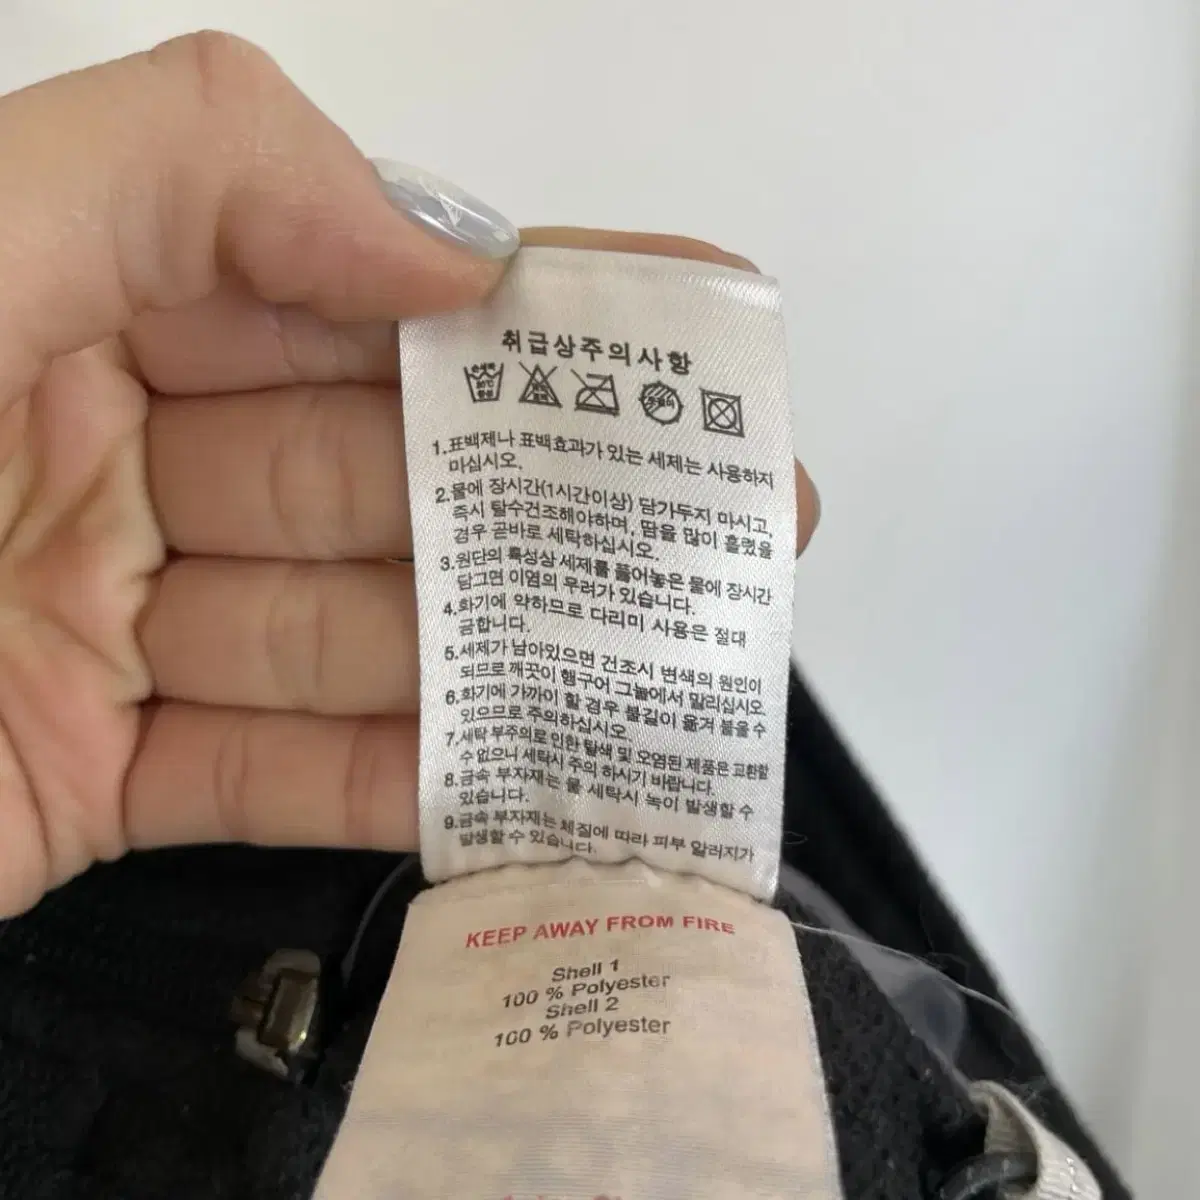 취급상주의사항
손세탁
30℃
중성
1.표백제나 표백효과가 있는 세제는 사용하지
마십시오.
2.물에 장시간(1시간이상) 담가두지 마시고,
즉시 탈수건조해야하며, 땀을 많이 흘렸을
경우 곧바로 세탁하십시오.
3.원단의 특성상 세제를 풀어놓은 물에 장시간
담그면 이염의 우려가 있습니다.
4.화기에 약하므로 다리미 사용은 절대
금합니다.
5.세제가 남아있으면 건조시 변색의 원인이
되므로 깨끗이 헹구어 그늘에서 말리십시오.
6.화기에 가까이 할 경우 불길이 옮겨 붙을 수
있으므로 주의하십시오.
7.세탁 부주의로 인한 탈색 및 오염된 제품은 교환할
수 없으니 세탁시 주의 하시기 바랍니다.
8.금속 부자재는 물 세탁시 녹이 발생할 수
있습니다.
9.금속 부자재는 체질에 따라 피부 알러지가
발생할 수 있습니다.
KEEP AWAY FROM FIRE
Shell 1
100 % Polyester
Shell 2
100 % Polyester